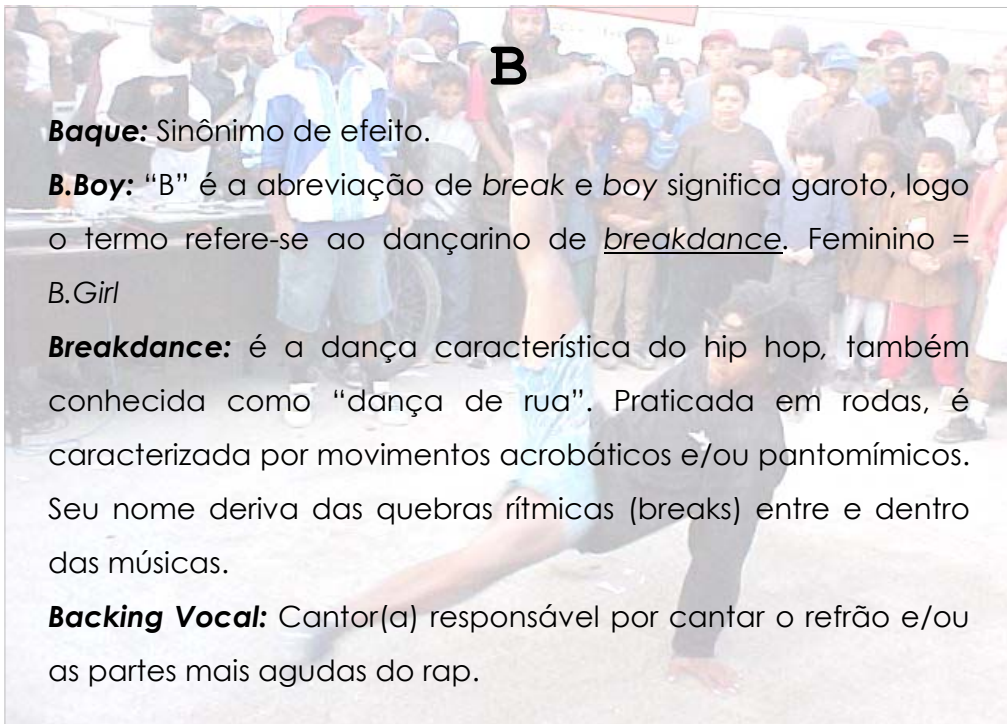 B
Baque: Sinônimo de efeito.
B.Boy: “B” é a abreviação de break e boy significa garoto, logo
o termo refere-se ao dançarino de breakdance. Feminino =
B.Girl
Breakdance: é a dança característica do hip hop, também
conhecida como “dança de rua”. Praticada em rodas, é
caracterizada por movimentos acrobáticos e/ou pantomímicos.
Seu nome deriva das quebras rítmicas (breaks) entre e dentro
das músicas.
Backing Vocal: Cantor(a) responsável por cantar o refrão e/ou
as partes mais agudas do rap.